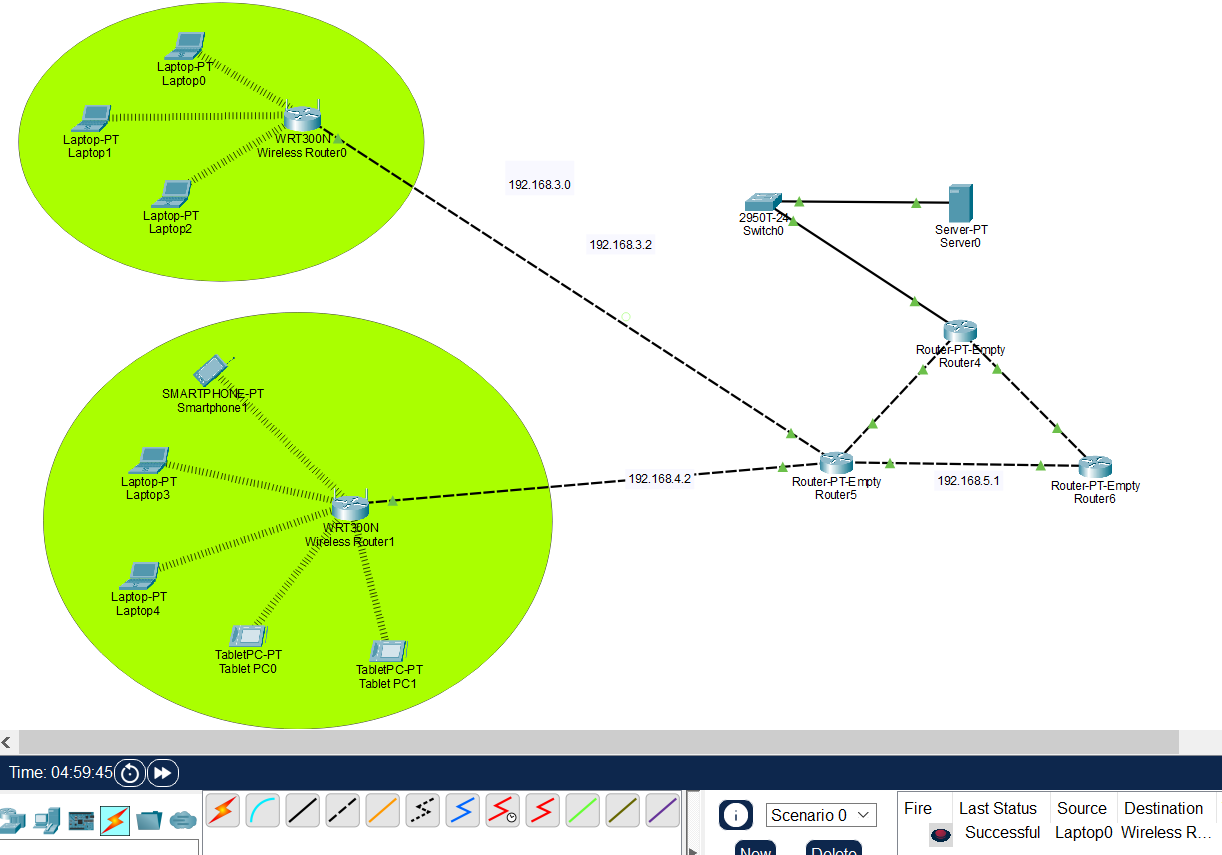 Laptop-PT
Laptop0
Laptop-PT
Laptop1
WRT300N
Wireless Router0
Laptop-PT
Laptop2
192.168.3.0
192.168.3.2
2950T-24
Switch0
Server-PT
Server0
Router-PT-Empty
Router4
SMARTPHONE-PT
Smartphone1
Laptop-PT
Laptop3
192.168.4.2
Router-PT-Empty
Router5
192.168.5.1
Router-PT-Empty
Router6
WRT300N
Wireless Router1
Laptop-PT
Laptop4
TabletPC-PT
Tablet PC0
TabletPC-PT
Tablet PC1
Time: 04:59:45
Scenario 0
New
Delete
Fire Last Status Source Destination
Successful Laptop0 Wireless R...